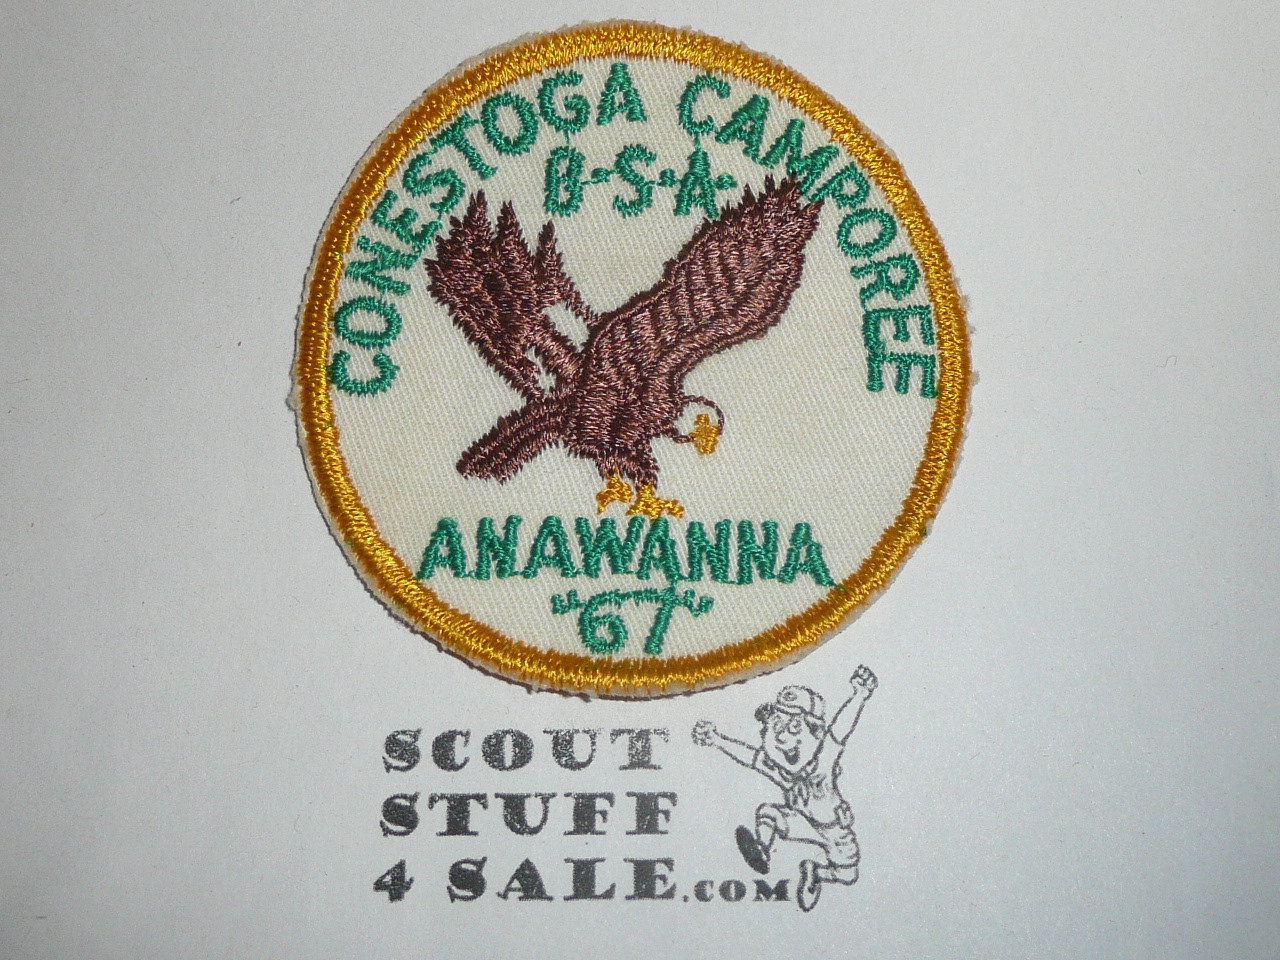 CONESTOGA CAMPOREE
B·S·A·
ANAWANNA
"67"
SCOUT
STUFF
4 SALE.COM